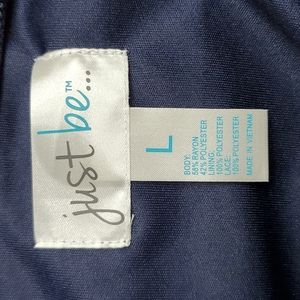 just be...™
L
BODY:
58% RAYON
42% POLYESTER
LINING:
100% POLYESTER
LACE:
100% POLYESTER
MADE IN VIETNAM